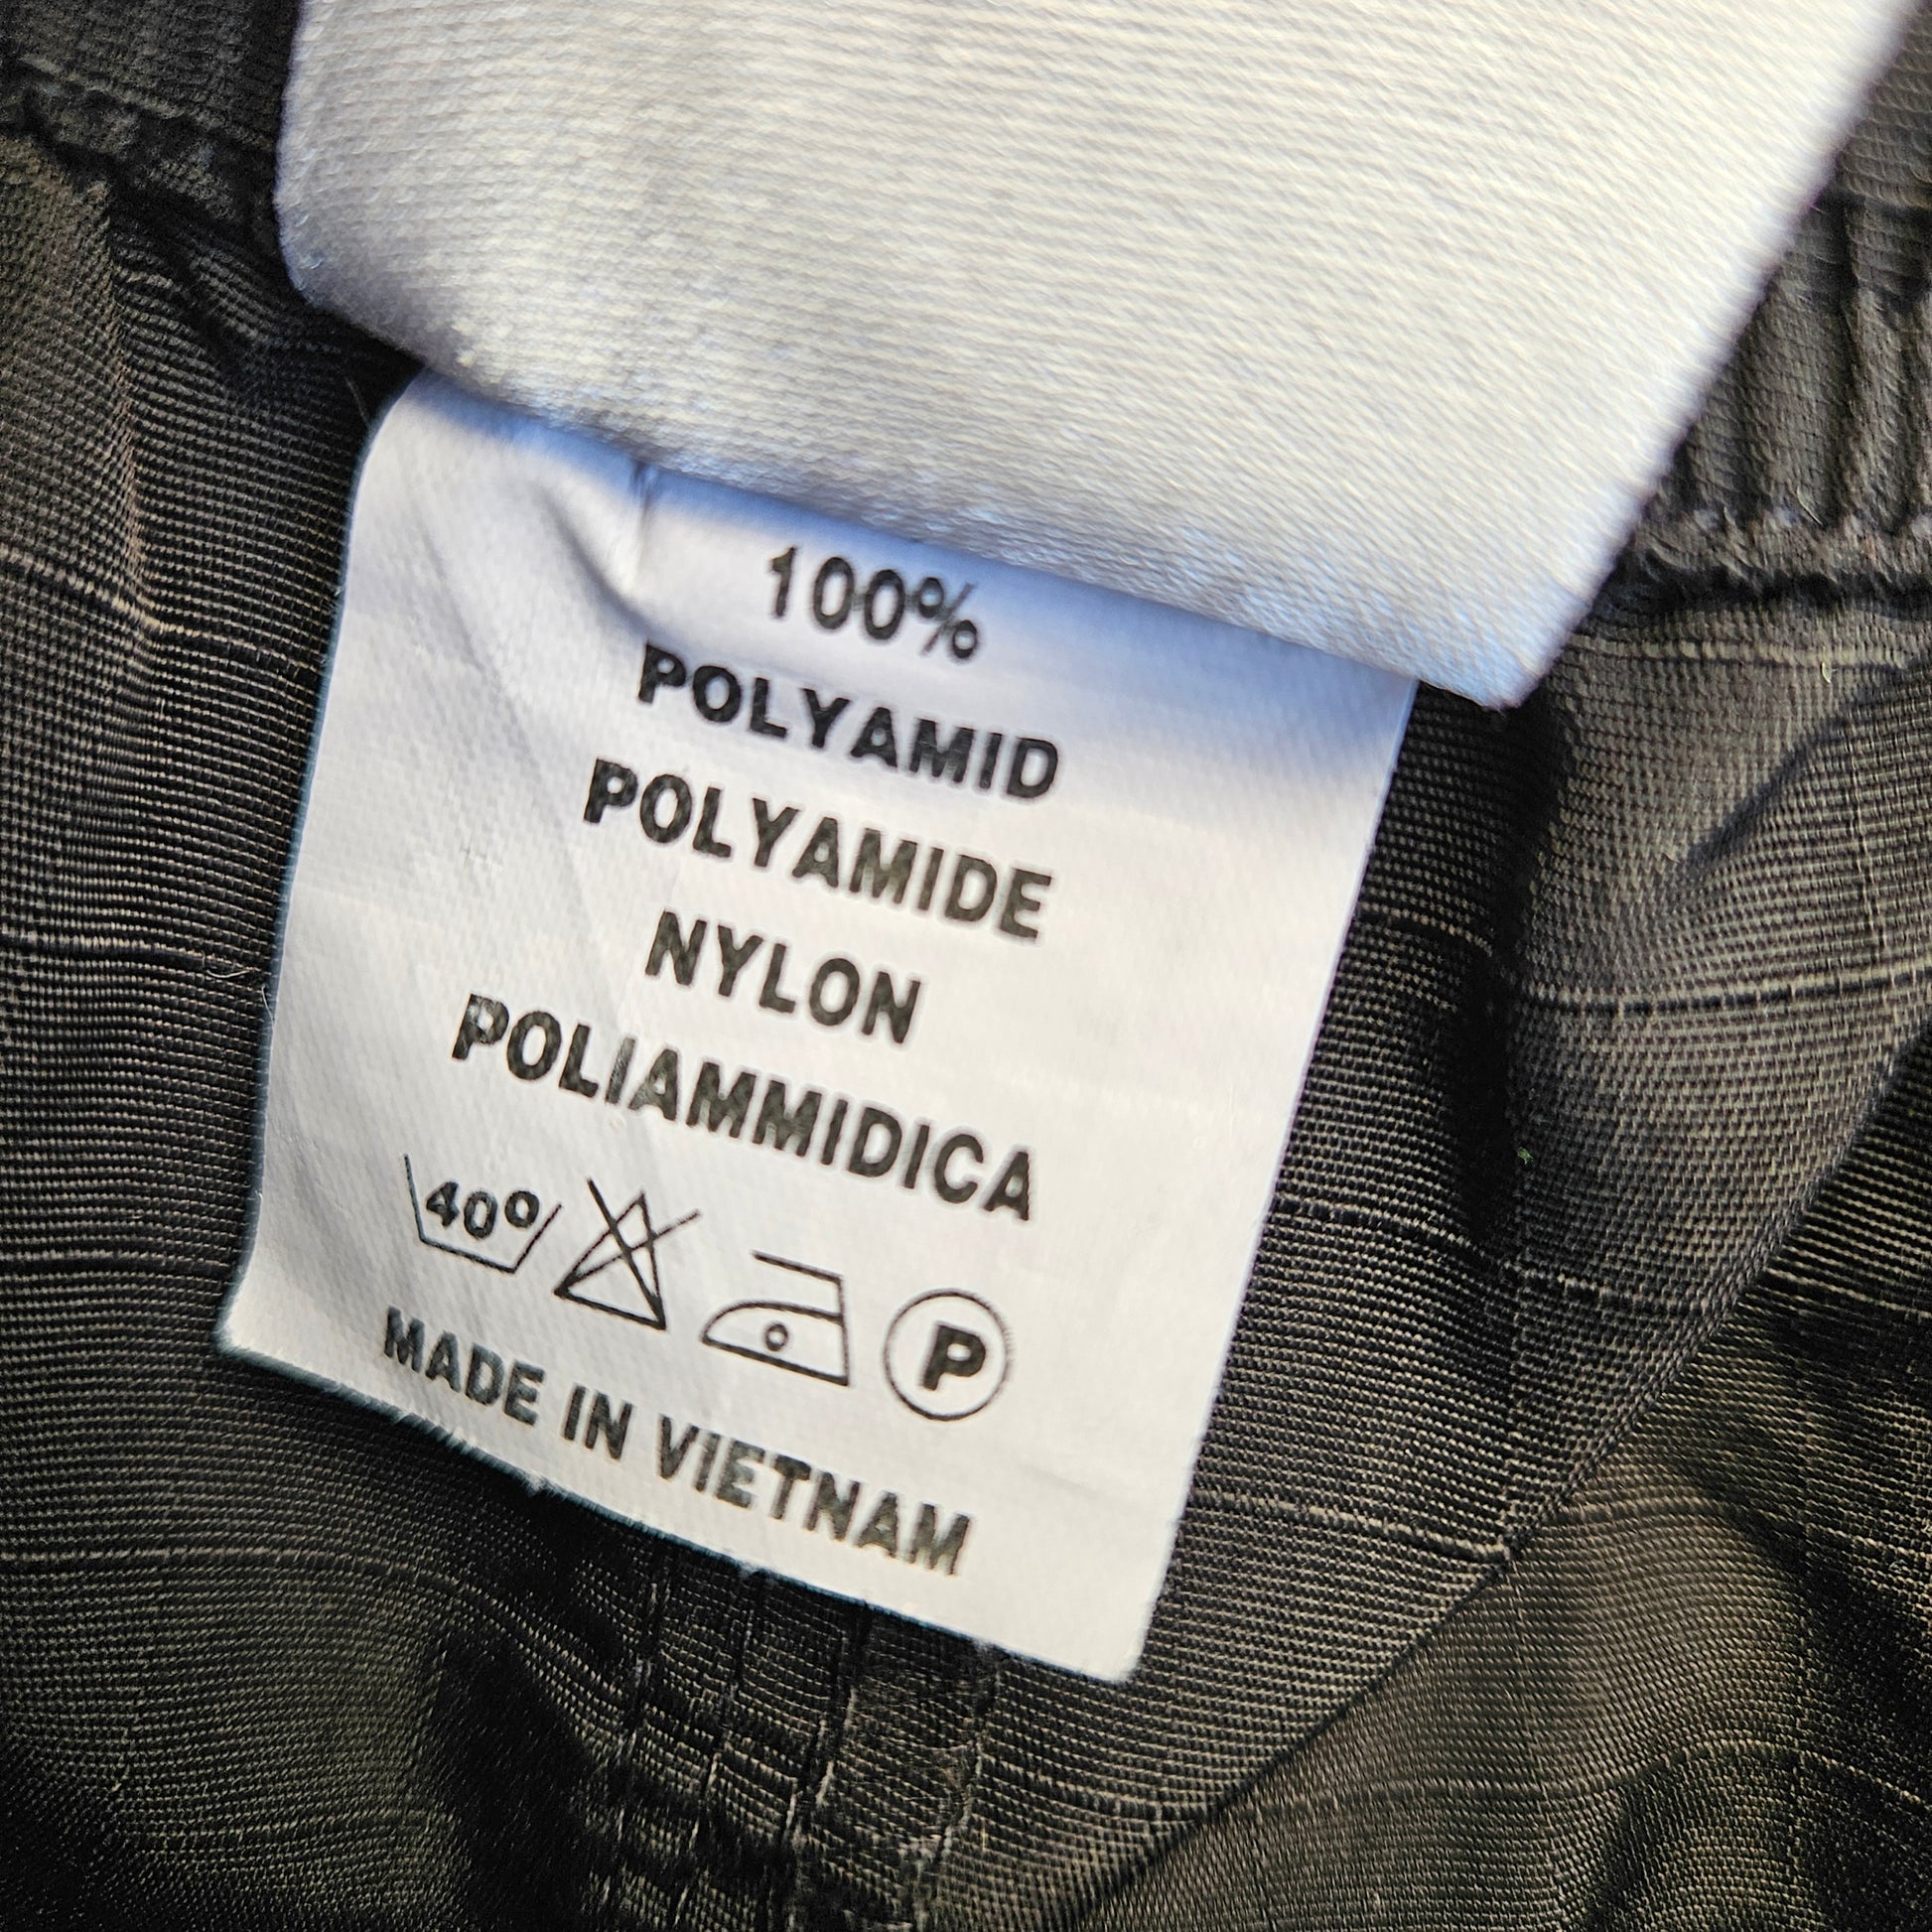 100%
POLYAMID
POLYAMIDE
NYLON
POLIAMMIDICA
40° P
MADE IN VIETNAM